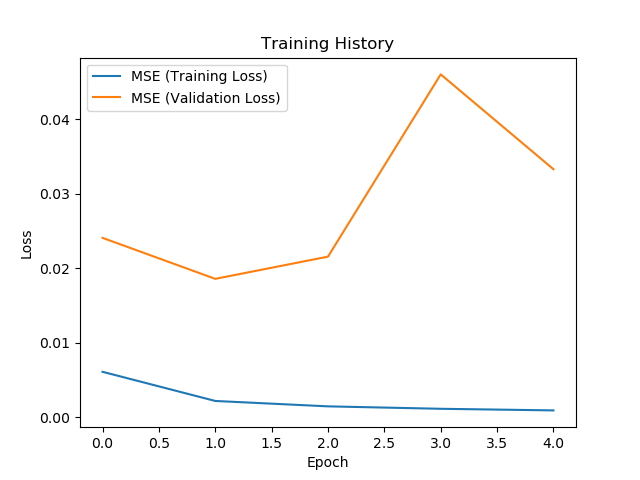 Training History
MSE (Training Loss)
MSE (Validation Loss)
0.04
0.03
0.02
0.01
0.00
Loss
0.0 0.5 1.0 1.5 2.0 2.5 3.0 3.5 4.0
Epoch